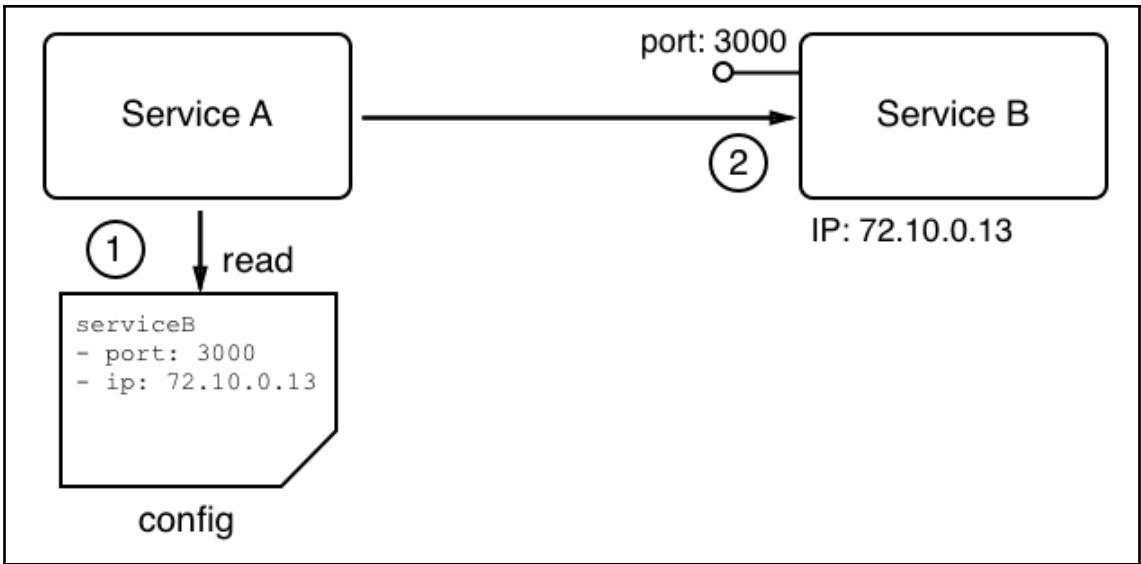 port: 3000
Service A
Service B
2
IP: 72.10.0.13
1
read
serviceB
- port: 3000
- ip: 72.10.0.13
config